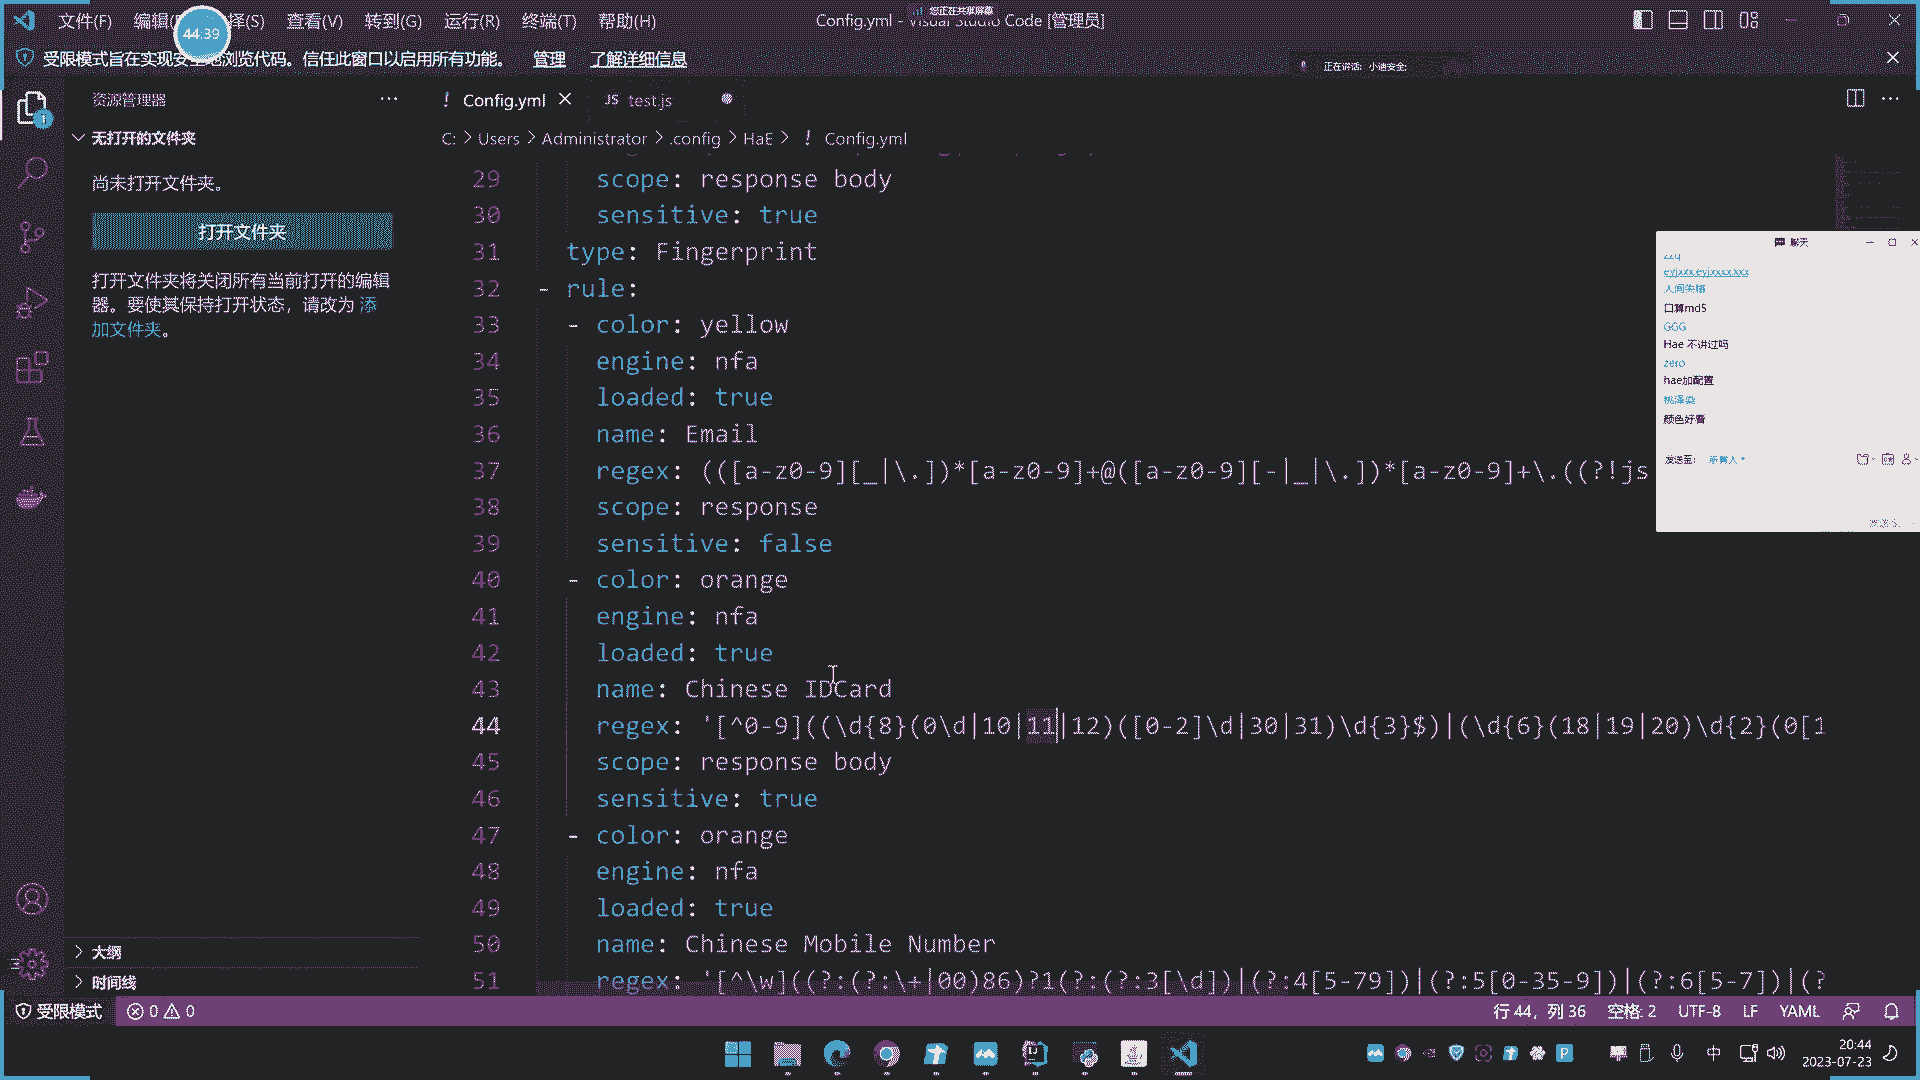 文件(F) 查看(V) 转到(G) 运行(R) 终端(T) 帮助(H)
44:39
Config.yml - Visual Studio Code [管理员]
您正在共享屏幕
受限模式旨在实现安全地浏览代码。信任此窗口以启用所有功能。 管理 了解详细信息
正在讲话: 小迪安全;
资源管理器
无打开的文件夹
尚未打开文件夹。
打开文件夹
打开文件夹将关闭所有当前打开的编辑
器。要使其保持打开状态，请改为 添
加文件夹。
大纲
时间线
! Config.yml
JS test.js
C: > Users > Administrator > .config > HaE > ! Config.yml
29 scope: response body
30 sensitive: true
31 type: Fingerprint
32 - rule:
33 - color: yellow
34 engine: nfa
35 loaded: true
36 name: Email
37 regex: (([a-z0-9][_|\.])*[a-z0-9]+@([a-z0-9][-|_|\.])*[a-z0-9]+\.((?!js
38 scope: response
39 sensitive: false
40 - color: orange
41 engine: nfa
42 loaded: true
43 name: Chinese IDCard
44 regex: '[^0-9]((\d{8}(0\d|10|11|12)([0-2]\d|30|31)\d{3}$)|(\d{6}(18|19|20)\d{2}(0[1
45 scope: response body
46 sensitive: true
47 - color: orange
48 engine: nfa
49 loaded: true
50 name: Chinese Mobile Number
51 regex: '[^\w]((?:(?:\+|00)86)?1(?:(?:3[\d])|(?:4[5-79])|(?:5[0-35-9])|(?:6[5-7])|(?
聊天
eyjxxx.eyjxxxx.xxx
口算md5
GGG
Hae 不讲过吗
zero
hae加配置
颜色好看
发送至: 所有人
受限模式 0 0
行 44，列 36 空格: 2 UTF-8 LF YAML
中
20:44
2023-07-23